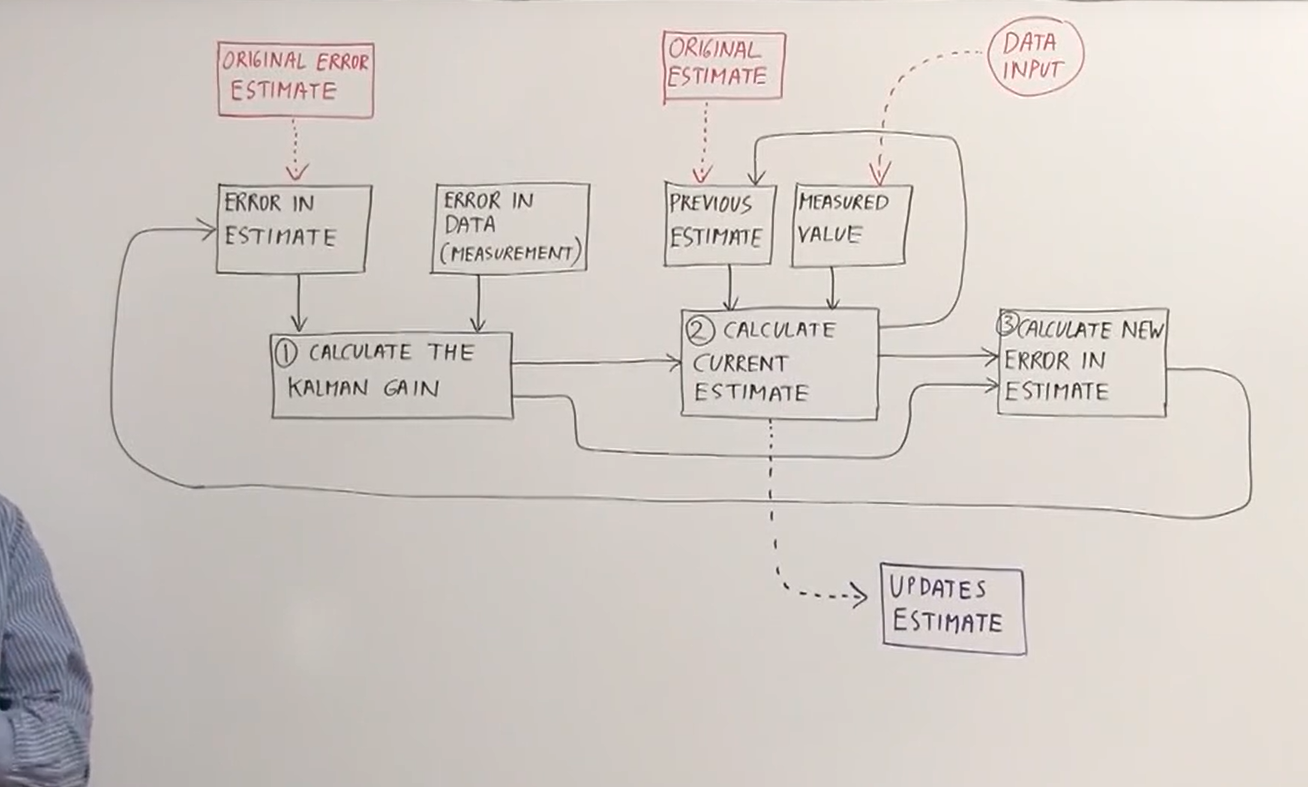 ORIGINAL ERROR
ESTIMATE
ORIGINAL
ESTIMATE
DATA
INPUT
ERROR IN
ESTIMATE
ERROR IN
DATA
(MEASUREMENT)
PREVIOUS
ESTIMATE
MEASURED
VALUE
① CALCULATE THE
KALMAN GAIN
② CALCULATE
CURRENT
ESTIMATE
③ CALCULATE NEW
ERROR IN
ESTIMATE
UPDATES
ESTIMATE